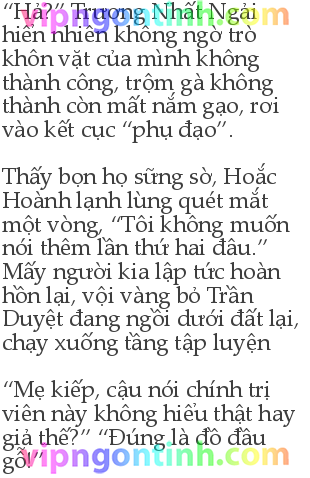 “Hả?” Trương Nhất Ngải
hiển nhiên không ngờ trò
khôn vặt của mình không
thành công, trộm gà không
thành còn mất nắm gạo, rơi
vào kết cục “phụ đạo”.

Thấy bọn họ sững sờ, Hoắc
Hoành lạnh lùng quét mắt
một vòng, “Tôi không muốn
nói thêm lần thứ hai đâu.”
Mấy người kia lập tức hoàn
hồn lại, vội vàng bỏ Trần
Duyệt đang ngồi dưới đất lại,
chạy xuống tầng tập luyện

“Mẹ kiếp, cậu nói chính trị
viên này không hiểu thật hay
giả thế?” “Đúng là đồ đầu
gỗ!”
vipngontinh.com
vipngontinh.com